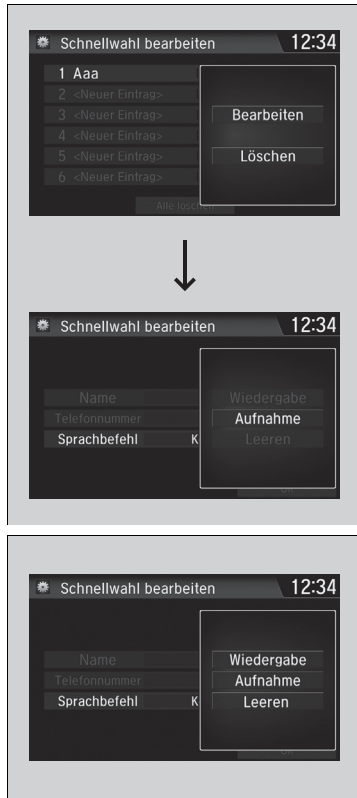 Schnellwahl bearbeiten 12:34
1 Aaa
2 <Neuer Eintrag>
3 <Neuer Eintrag>
4 <Neuer Eintrag>
5 <Neuer Eintrag>
6 <Neuer Eintrag>
Bearbeiten
Löschen
Alle löschen
Schnellwahl bearbeiten 12:34
Name
Telefonnummer
Sprachbefehl K
Wiedergabe
Aufnahme
Leeren
OK
Schnellwahl bearbeiten 12:34
Name
Telefonnummer
Sprachbefehl K
Wiedergabe
Aufnahme
Leeren
OK